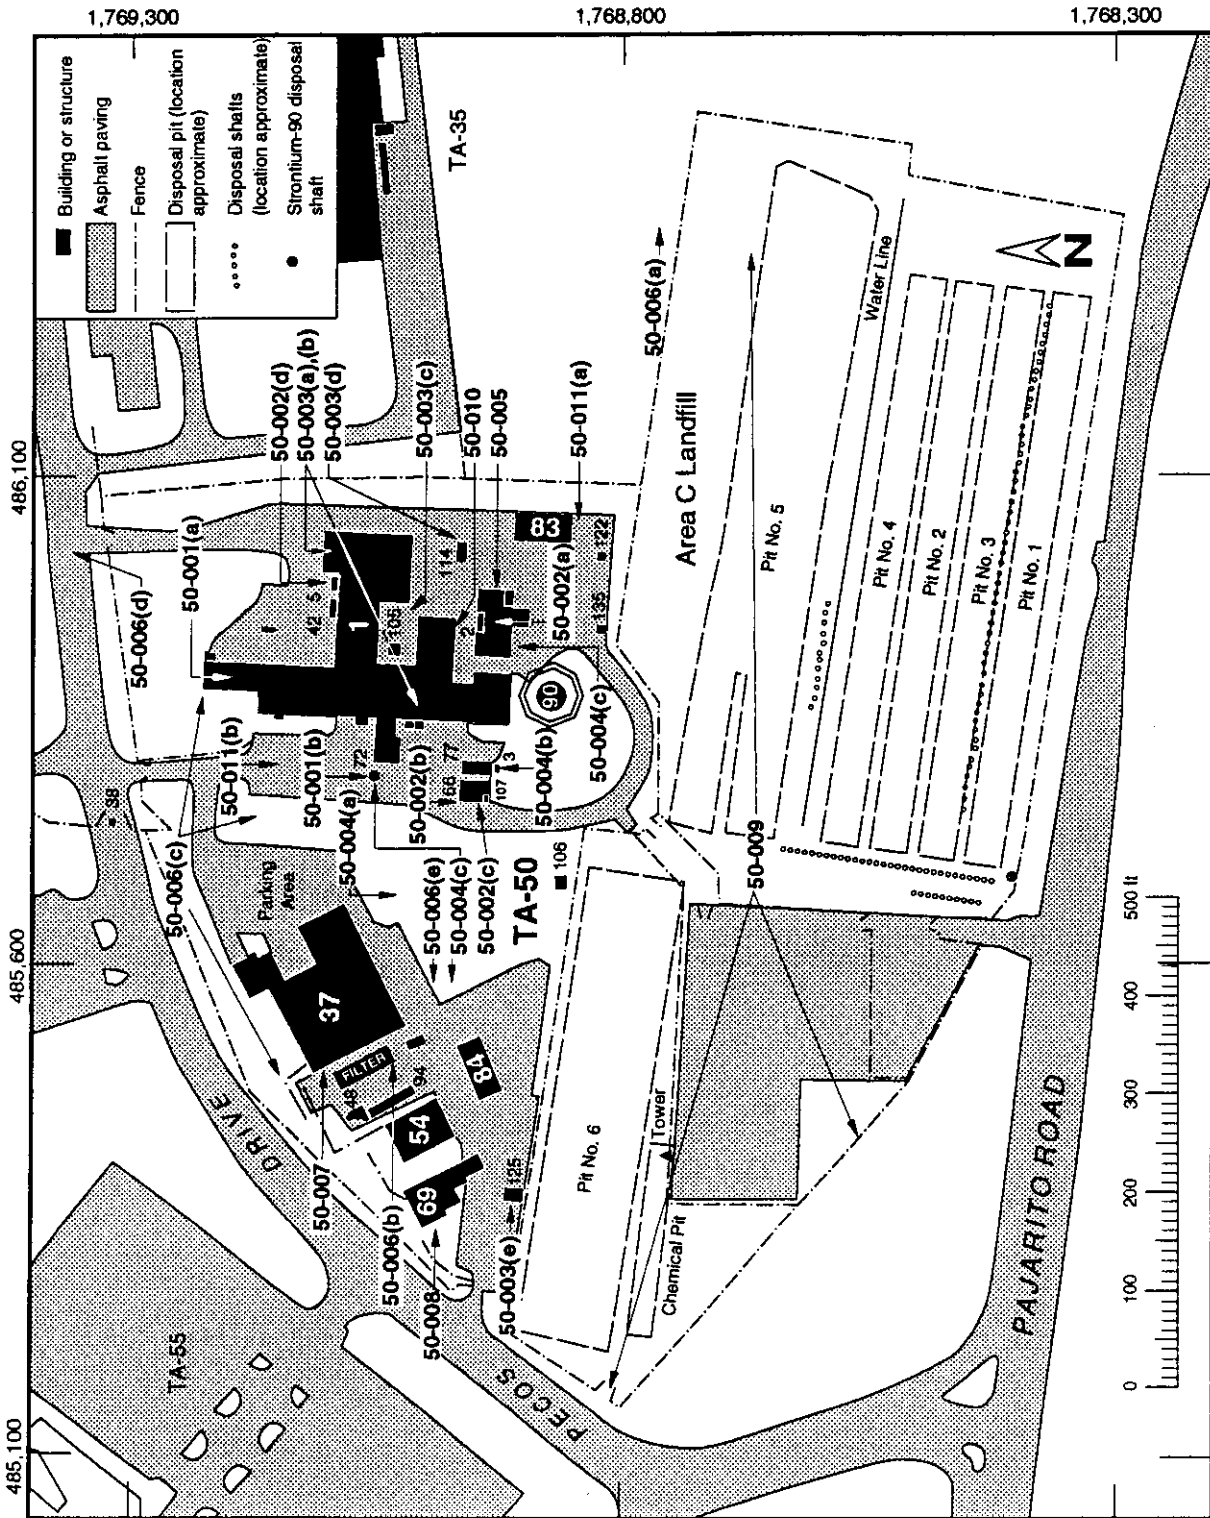 1,769,300
1,768,800
1,768,300
486,100
485,600
485,100
Building or structure
Asphalt paving
Fence
Disposal pit (location
approximate)
Disposal shafts
(location approximate)
Strontium-90 disposal
shaft
TA-35
50-002(d)
50-003(a),(b)
50-003(d)
50-003(c)
50-010
50-005
50-011(a)
50-006(a)
50-001(a)
50-006(d)
50-011(b)
50-001(b)
50-004(a)
50-002(b)
50-006(c)
50-002(a)
50-004(c)
50-004(b)
50-006(e)
50-004(c)
50-002(c)
TA-50
50-009
50-007
50-006(b)
50-008
50-003(e)
1
5
42
105
114
83
2
122
135
90
72
77
66
3
107
106
38
Parking
Area
37
FILTER
48
94
84
54
69
125
Area C Landfill
Water Line
Pit No. 5
Pit No. 4
Pit No. 2
Pit No. 3
Pit No. 1
Pit No. 6
Tower
Chemical Pit
N
PECOS
DRIVE
PAJARITO ROAD
TA-55
0
100
200
300
400
500 ft